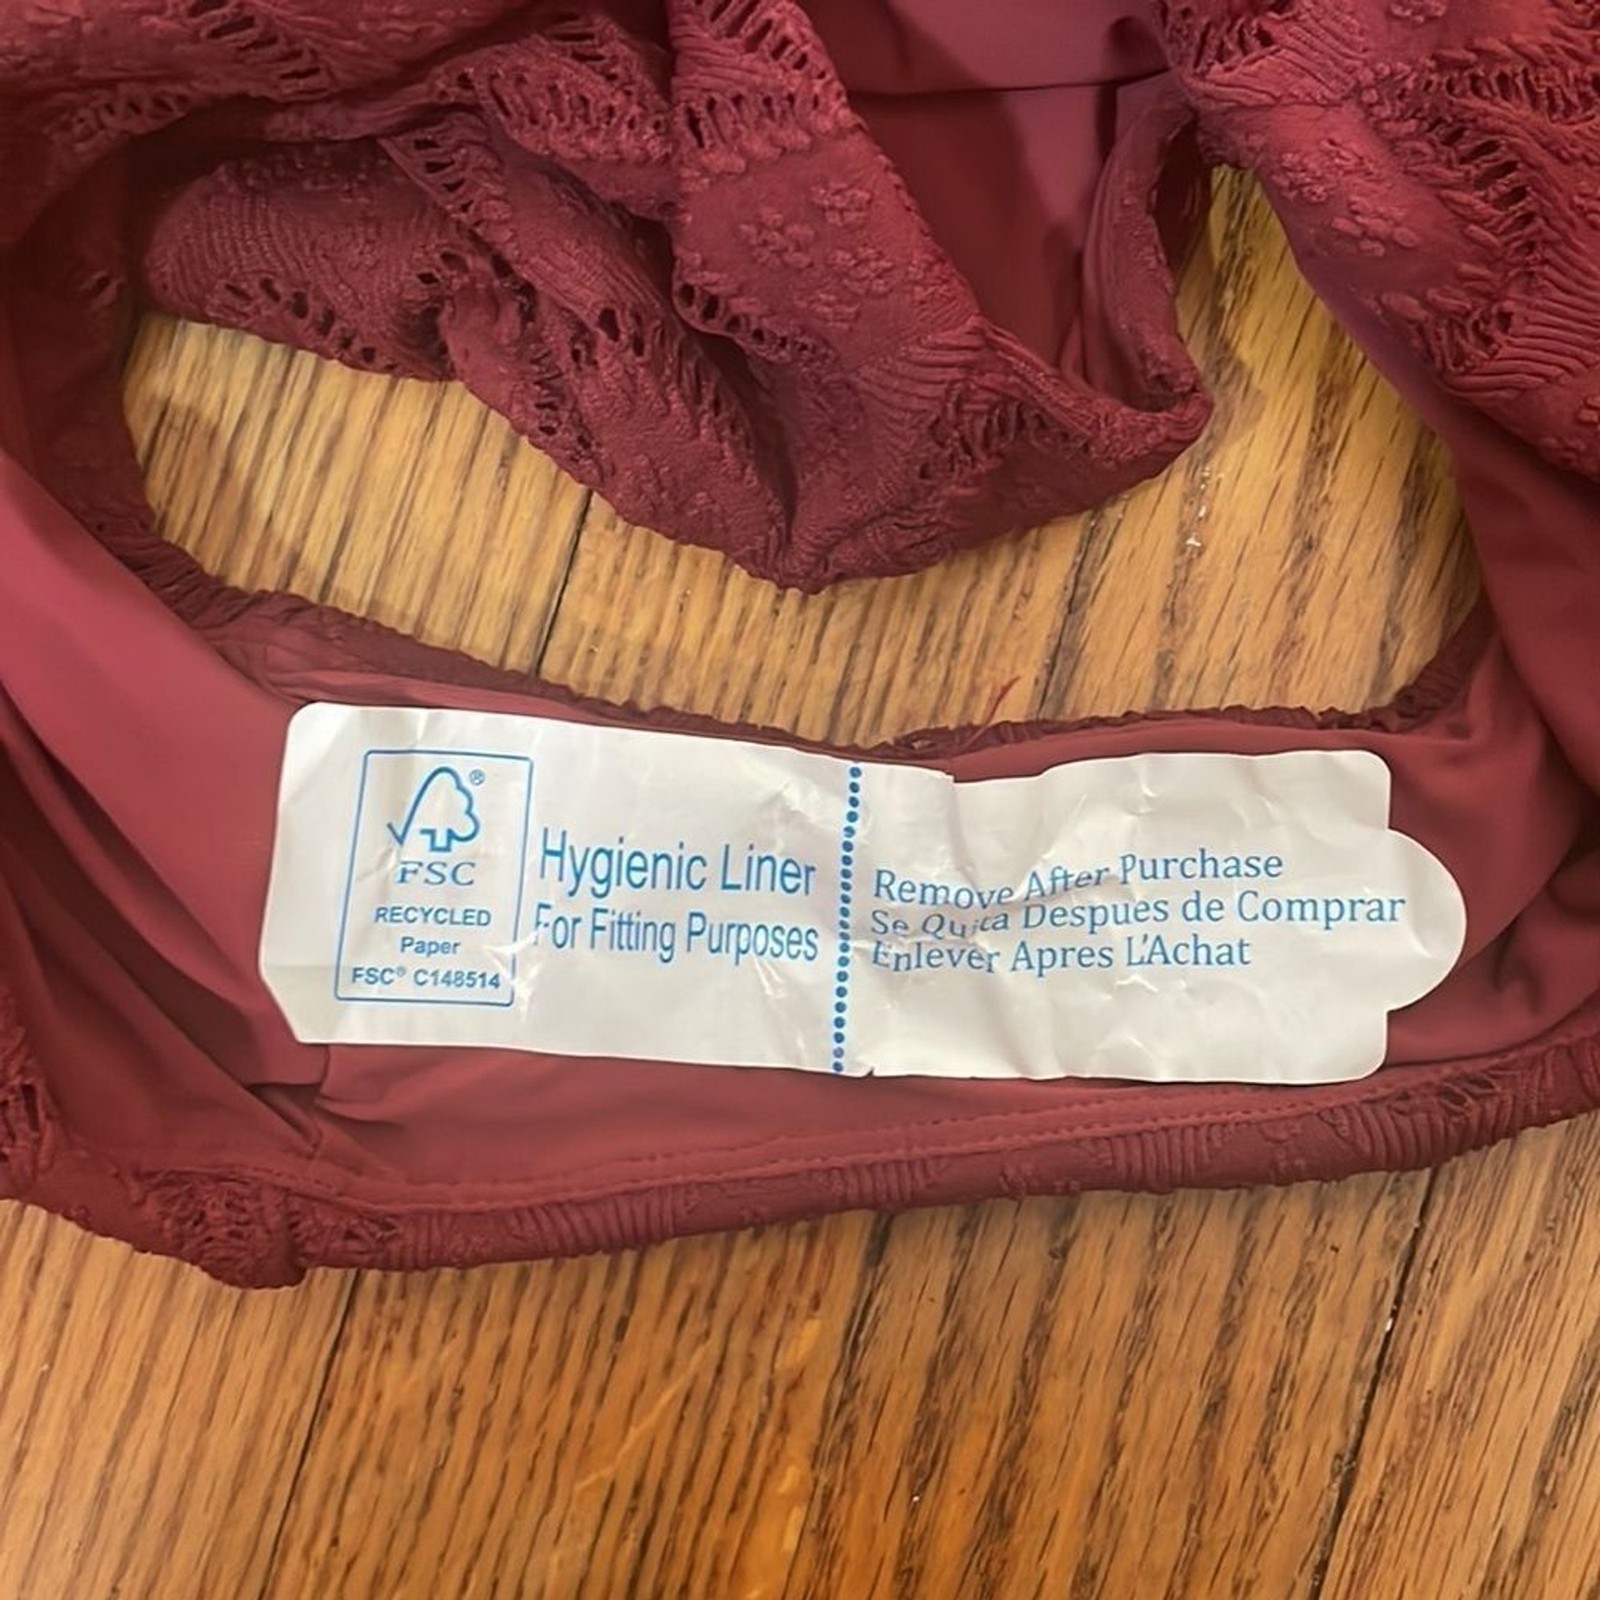 ®
FSC
RECYCLED
Paper
FSC® C148514
Hygienic Liner
For Fitting Purposes
Remove After Purchase
Se Quita Despues de Comprar
Enlever Apres L'Achat